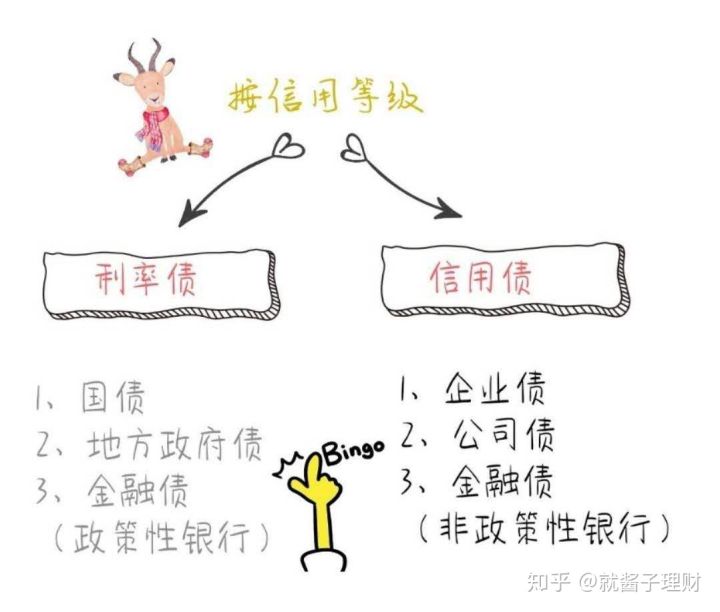 按信用等级
利率债
信用债
1、国债
2、地方政府债
3、金融债
（政策性银行）
Bingo
1、企业债
2、公司债
3、金融债
（非政策性银行）
知乎 @就酱子理财